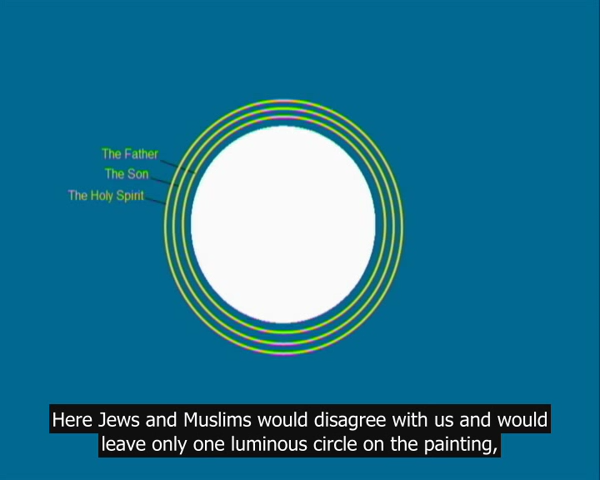 The Father
The Son
The Holy Spirit
Here Jews and Muslims would disagree with us and would
leave only one luminous circle on the painting,